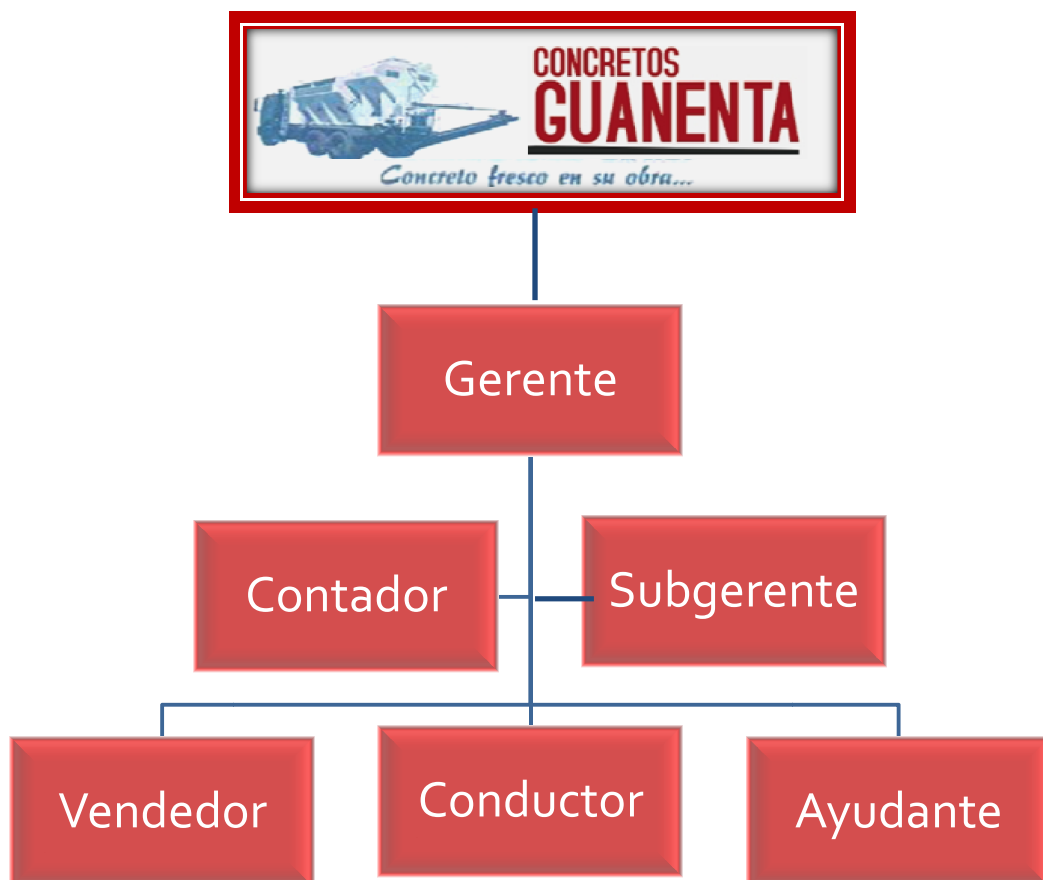 CONCRETOS
GUANENTA
Concreto fresco en su obra...
Gerente
Contador
Subgerente
Vendedor
Conductor
Ayudante